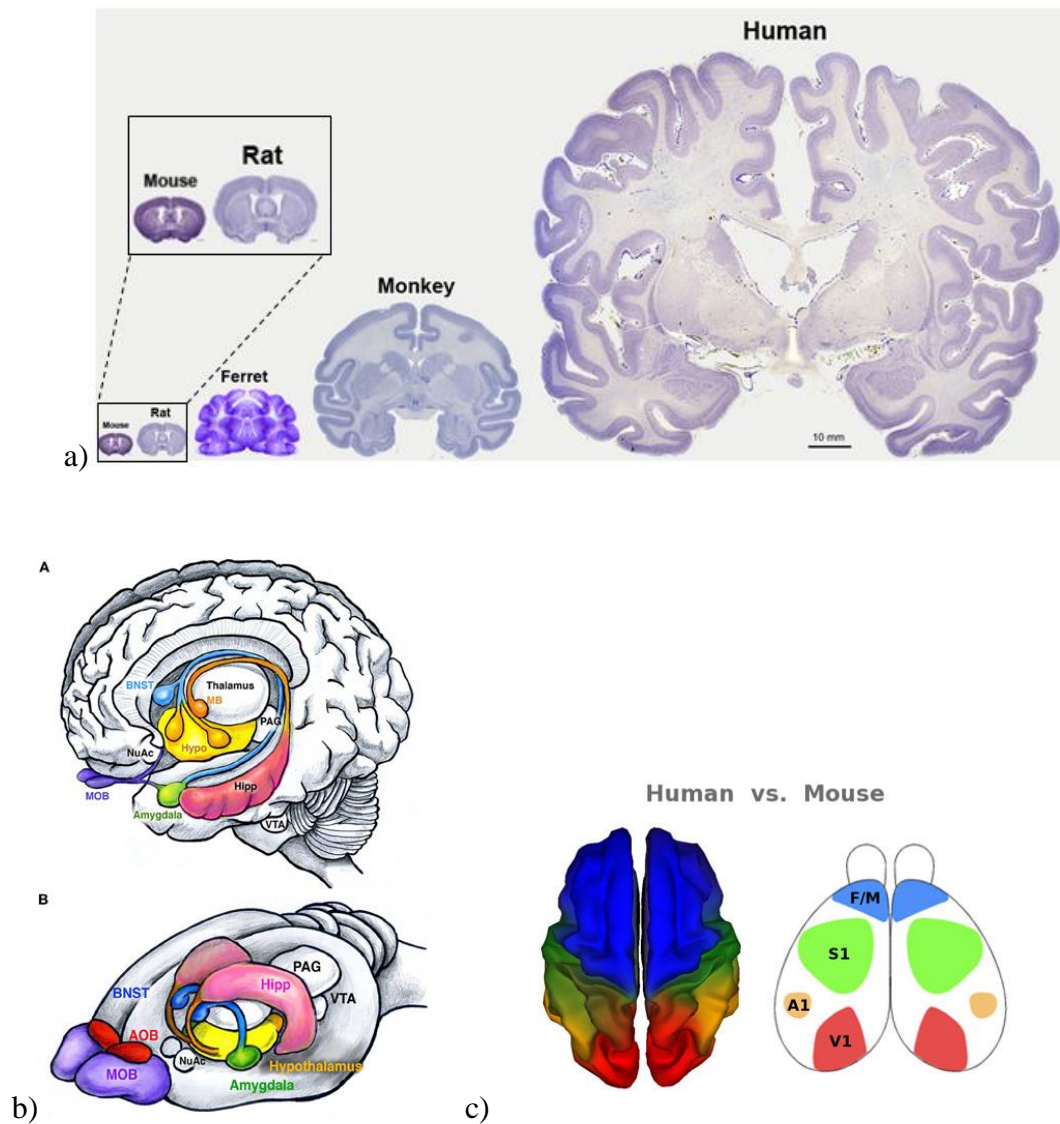 Human
Rat
Mouse
Monkey
Ferret
Mouse
Rat
10 mm
a)
A
BNST
Thalamus
MB
PAG
Hypo
NuAc
MOB
Hipp
Amygdala
VTA
B
PAG
Hipp
BNST
VTA
AOB
NuAc
MOB
Hypothalamus
Amygdala
b)
Human vs. Mouse
F/M
S1
A1
V1
c)